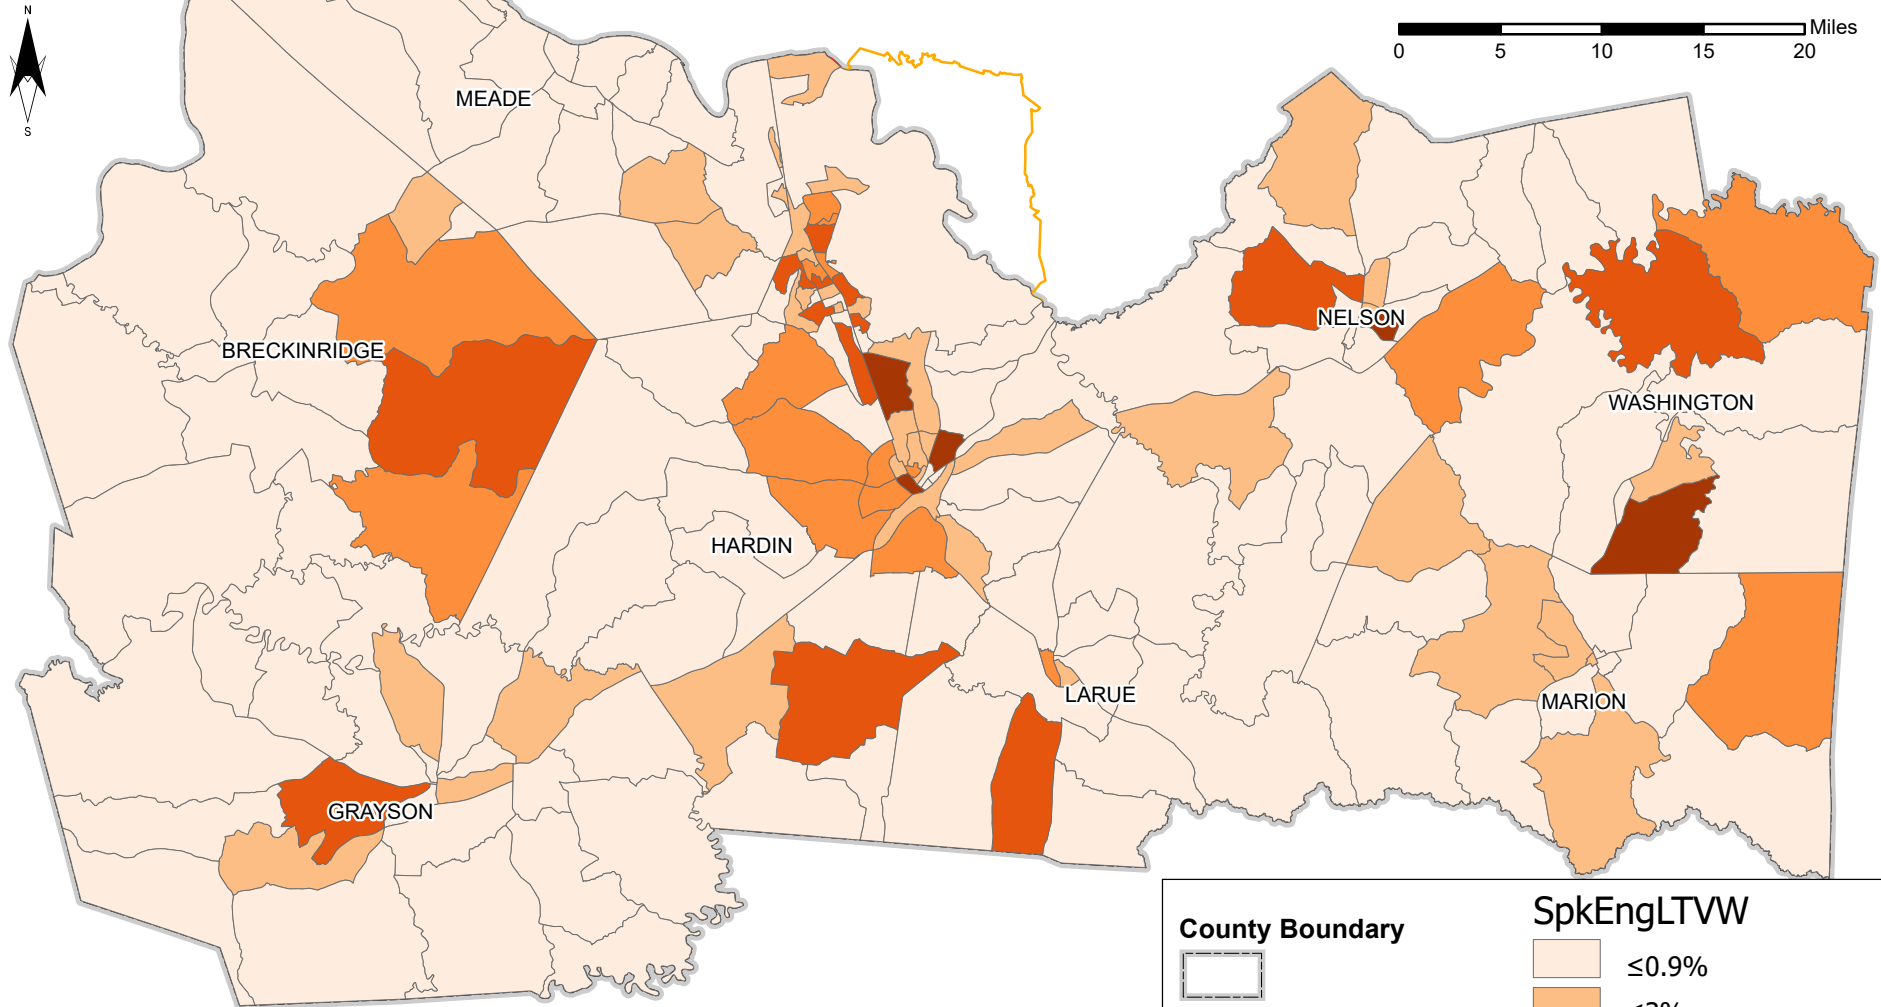 N
S
Miles
0 5 10 15 20
MEADE
BRECKINRIDGE
NELSON
WASHINGTON
HARDIN
LARUE
MARION
GRAYSON
County Boundary
SpkEngLTVW
≤0.9%